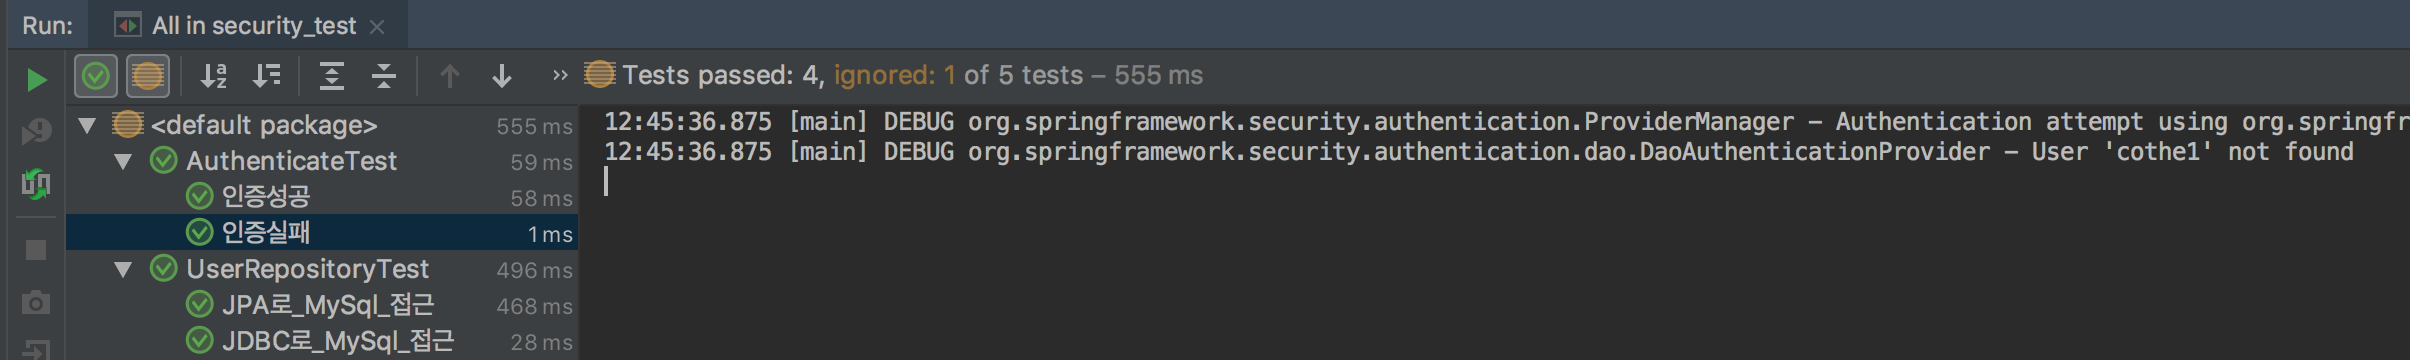 Run: All in security_test
Tests passed: 4, ignored: 1 of 5 tests – 555 ms
<default package> 555 ms
AuthenticateTest 59 ms
인증성공 58 ms
인증실패 1 ms
UserRepositoryTest 496 ms
JPA로_MySql_접근 468 ms
JDBC로_MySql_접근 28 ms
12:45:36.875 [main] DEBUG org.springframework.security.authentication.ProviderManager - Authentication attempt using org.springfr
12:45:36.875 [main] DEBUG org.springframework.security.authentication.dao.DaoAuthenticationProvider - User 'cothe1' not found